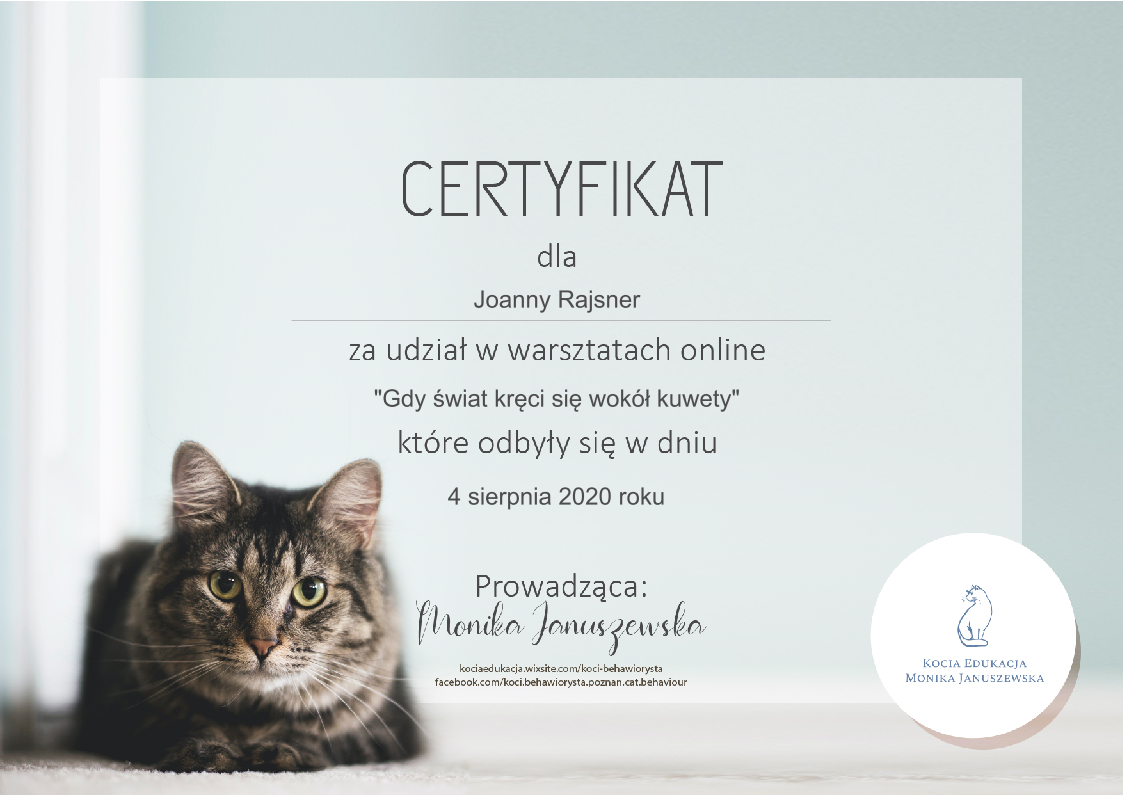 CERTYFIKAT
dla
Joanny Rajsner
za udział w warsztatach online
"Gdy świat kręci się wokół kuwety"
które odbyły się w dniu
4 sierpnia 2020 roku
Prowadząca:
Monika Januszewska
kociaedukacja.wixsite.com/koci-behawiorysta
facebook.com/koci.behawiorysta.poznan.cat.behaviour
Kocia Edukacja
Monika Januszewska